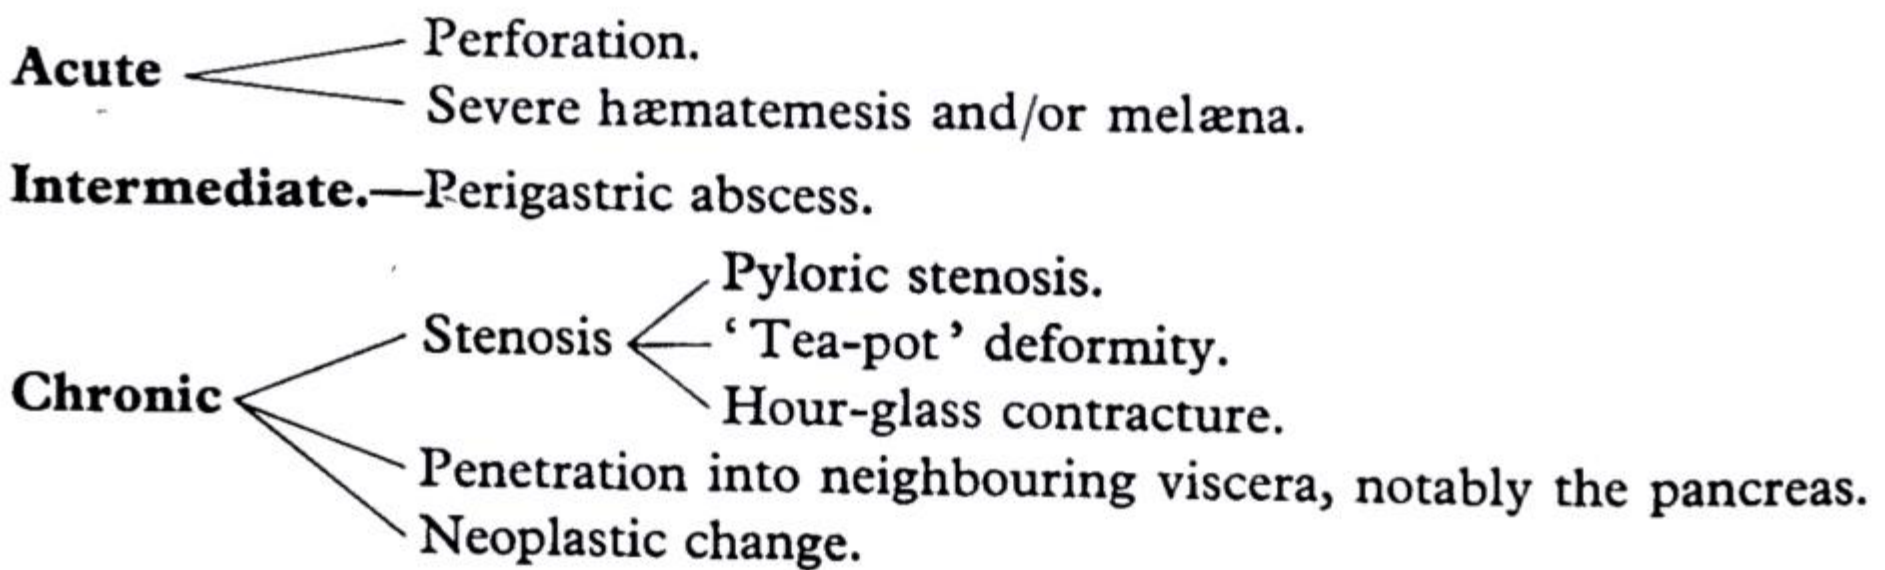 Perforation.
Acute
Severe hæmatemesis and/or melæna.
Intermediate.—Perigastric abscess.
Pyloric stenosis.
Stenosis
‘Tea-pot’ deformity.
Chronic
Hour-glass contracture.
Penetration into neighbouring viscera, notably the pancreas.
Neoplastic change.